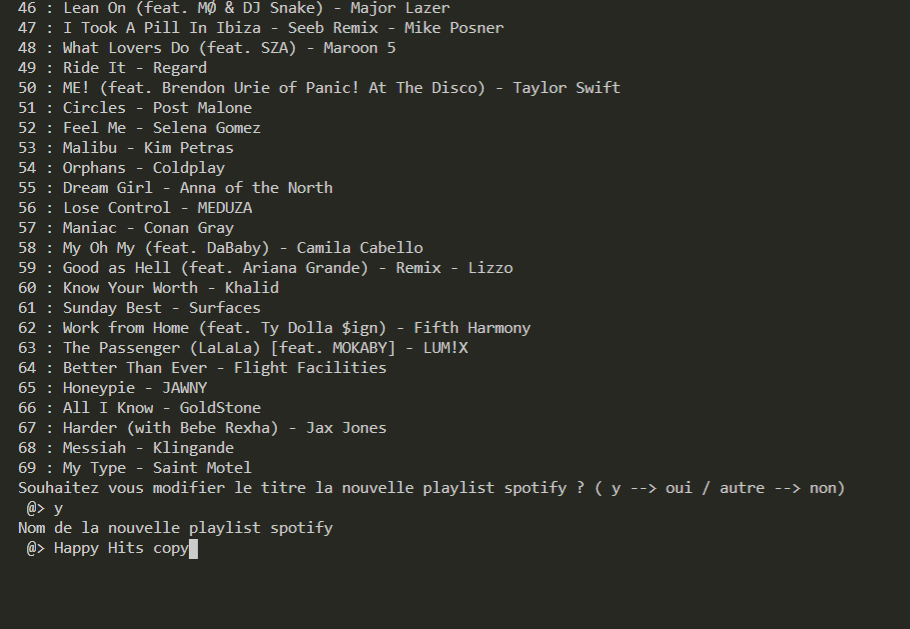 46 : Lean On (feat. MØ & DJ Snake) - Major Lazer
47 : I Took A Pill In Ibiza - Seeb Remix - Mike Posner
48 : What Lovers Do (feat. SZA) - Maroon 5
49 : Ride It - Regard
50 : ME! (feat. Brendon Urie of Panic! At The Disco) - Taylor Swift
51 : Circles - Post Malone
52 : Feel Me - Selena Gomez
53 : Malibu - Kim Petras
54 : Orphans - Coldplay
55 : Dream Girl - Anna of the North
56 : Lose Control - MEDUZA
57 : Maniac - Conan Gray
58 : My Oh My (feat. DaBaby) - Camila Cabello
59 : Good as Hell (feat. Ariana Grande) - Remix - Lizzo
60 : Know Your Worth - Khalid
61 : Sunday Best - Surfaces
62 : Work from Home (feat. Ty Dolla $ign) - Fifth Harmony
63 : The Passenger (LaLaLa) [feat. MOKABY] - LUM!X
64 : Better Than Ever - Flight Facilities
65 : Honeypie - JAWNY
66 : All I Know - GoldStone
67 : Harder (with Bebe Rexha) - Jax Jones
68 : Messiah - Klingande
69 : My Type - Saint Motel
Souhaitez vous modifier le titre la nouvelle playlist spotify ? ( y --> oui / autre --> non)
@> y
Nom de la nouvelle playlist spotify
@> Happy Hits copy